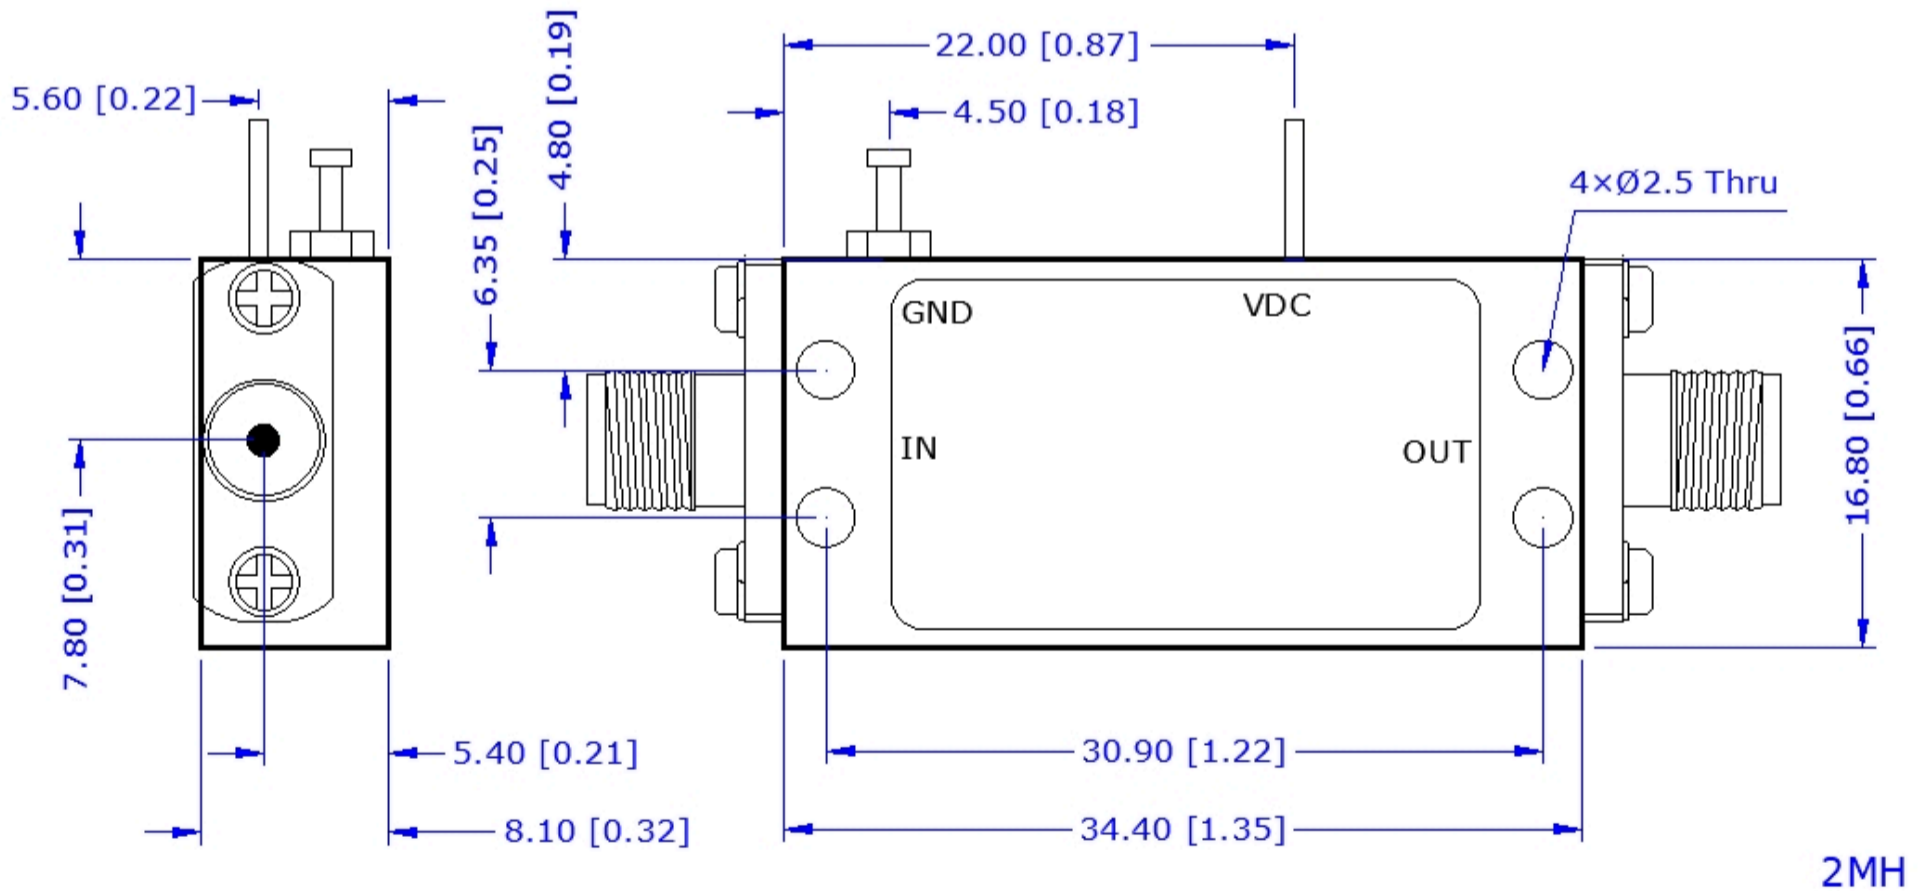 22.00 [0.87]
4.80 [0.19]
5.60 [0.22]
4.50 [0.18]
6.35 [0.25]
4×Ø2.5 Thru
GND
VDC
IN
OUT
16.80 [0.66]
7.80 [0.31]
5.40 [0.21]
30.90 [1.22]
8.10 [0.32]
34.40 [1.35]
2MH